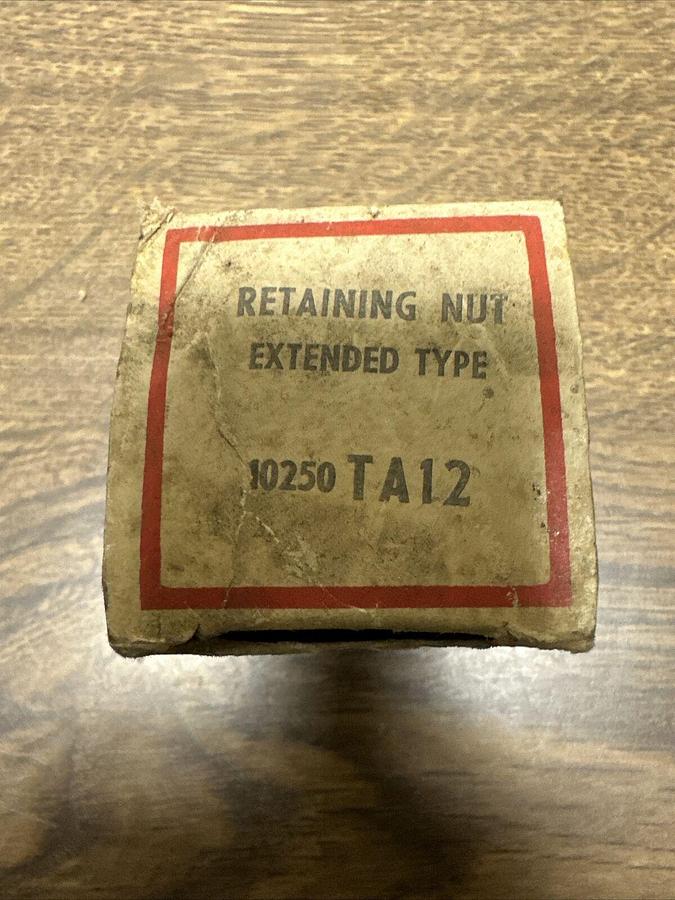 RETAINING NUT
EXTENDED TYPE
10250 TA12